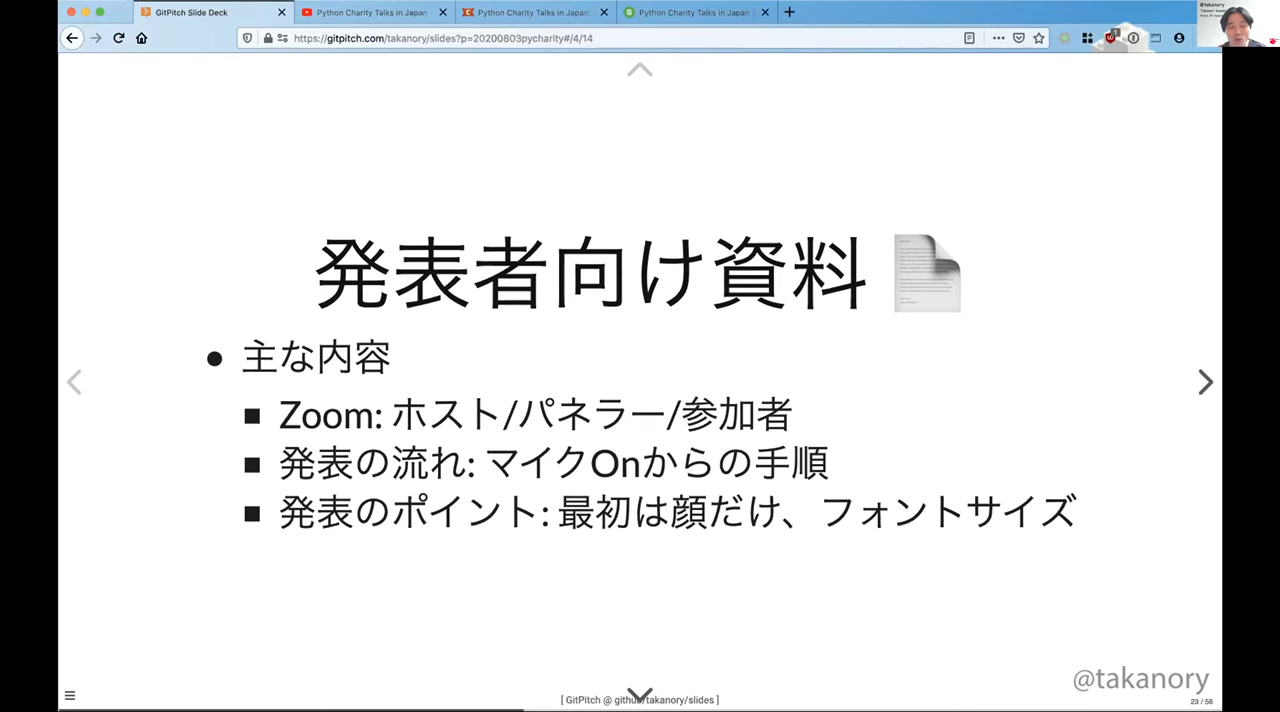 GitPitch Slide Deck
Python Charity Talks in Japan
Python Charity Talks in Japan
Python Charity Talks in Japan
https://gitpitch.com/takanory/slides?p=20200803pycharity#/4/14
@takanory
発表者向け資料
主な内容
Zoom: ホスト/パネラー/参加者
発表の流れ: マイクOnからの手順
発表のポイント: 最初は顔だけ、フォントサイズ
@takanory
[ GitPitch @ github/takanory/slides ]
23 / 56